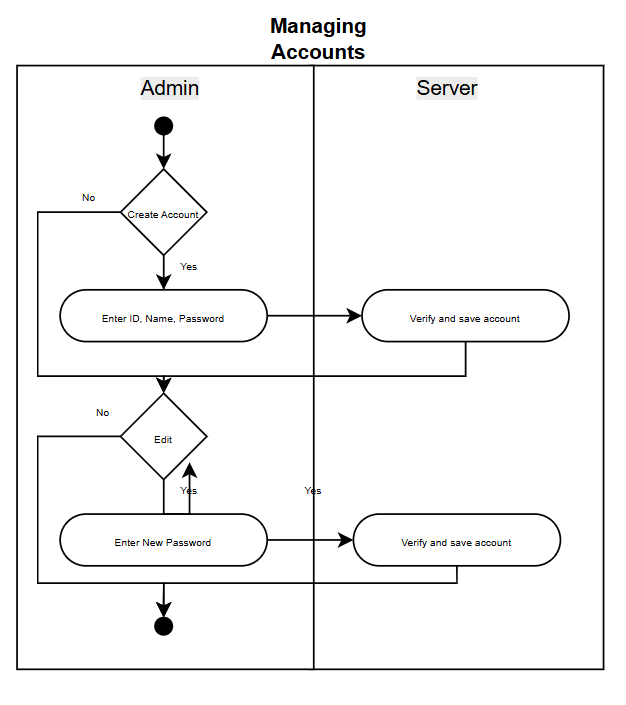 Managing
Accounts
Admin
Server
No
Create Account
Yes
Enter ID, Name, Password
Verify and save account
No
Edit
Yes
Yes
Enter New Password
Verify and save account